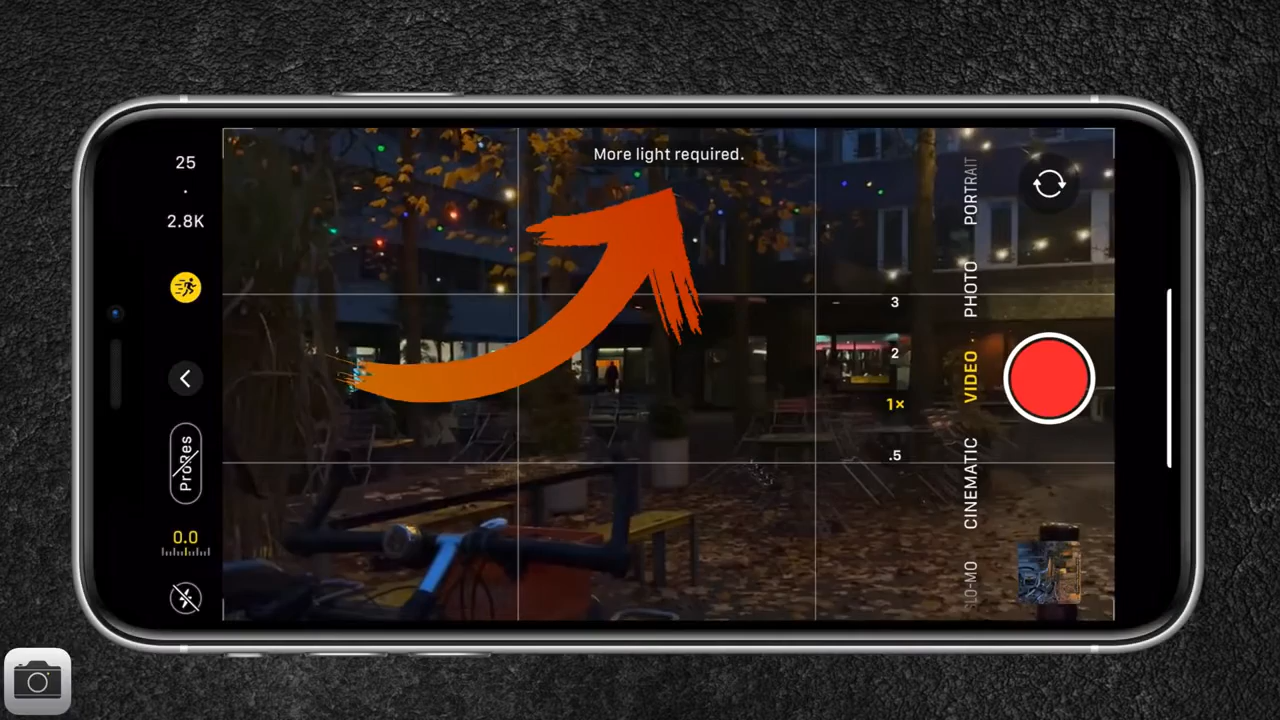 25
·
2.8K
More light required.
PORTRAIT
PHOTO
VIDEO
CINEMATIC
SLO-MO
3
2
1×
.5
ProRes
0.0